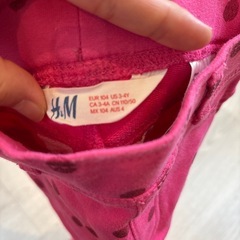 H&M
EUR 104 US 3-4Y
CA 3-4A CN 110/50
MX 104 AUS 4